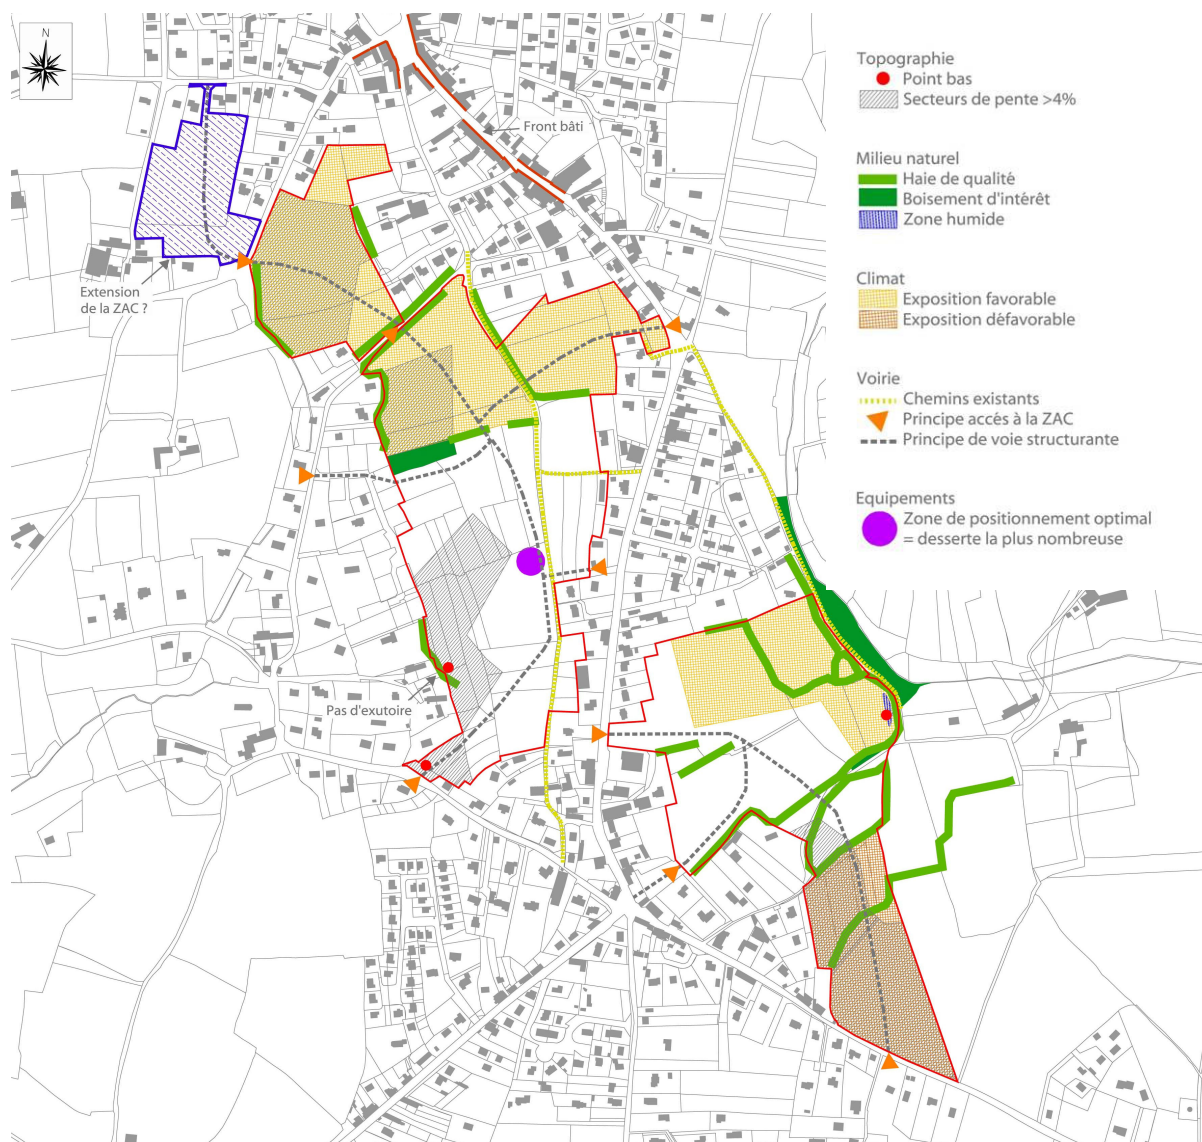 N
Front bâti
Extension
de la ZAC ?
Pas d'exutoire
Topographie
Point bas
Secteurs de pente >4%
Milieu naturel
Haie de qualité
Boisement d'intérêt
Zone humide
Climat
Exposition favorable
Exposition défavorable
Voirie
Chemins existants
Principe accés à la ZAC
Principe de voie structurante
Equipements
Zone de positionnement optimal
= desserte la plus nombreuse